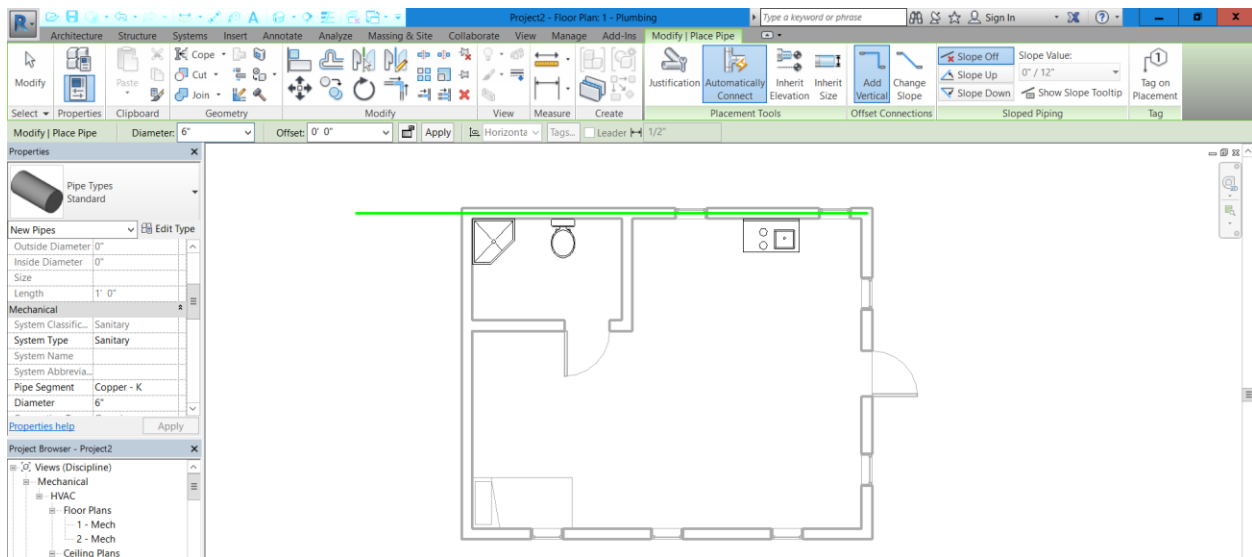 Project2 - Floor Plan: 1 - Plumbing
Type a keyword or phrase
Sign In
Architecture Structure Systems Insert Annotate Analyze Massing & Site Collaborate View Manage Add-Ins Modify | Place Pipe
Modify
Paste
Cope
Cut
Join
Justification
Automatically Connect
Inherit Elevation
Inherit Size
Add Vertical
Change Slope
Slope Off
Slope Up
Slope Down
Slope Value:
0" / 12"
Show Slope Tooltip
Tag on Placement
Select Properties Clipboard Geometry Modify View Measure Create Placement Tools Offset Connections Sloped Piping Tag
Modify | Place Pipe Diameter: 6" Offset: 0' 0" Apply Horizonta Tags... Leader 1/2"
Properties
Pipe Types
Standard
New Pipes Edit Type
Outside Diameter 0"
Inside Diameter 0"
Size
Length 1' 0"
Mechanical
System Classific... Sanitary
System Type Sanitary
System Name
System Abbrevia...
Pipe Segment Copper - K
Diameter 6"
Properties help Apply
Project Browser - Project2
Views (Discipline)
Mechanical
HVAC
Floor Plans
1 - Mech
2 - Mech
Ceiling Plans